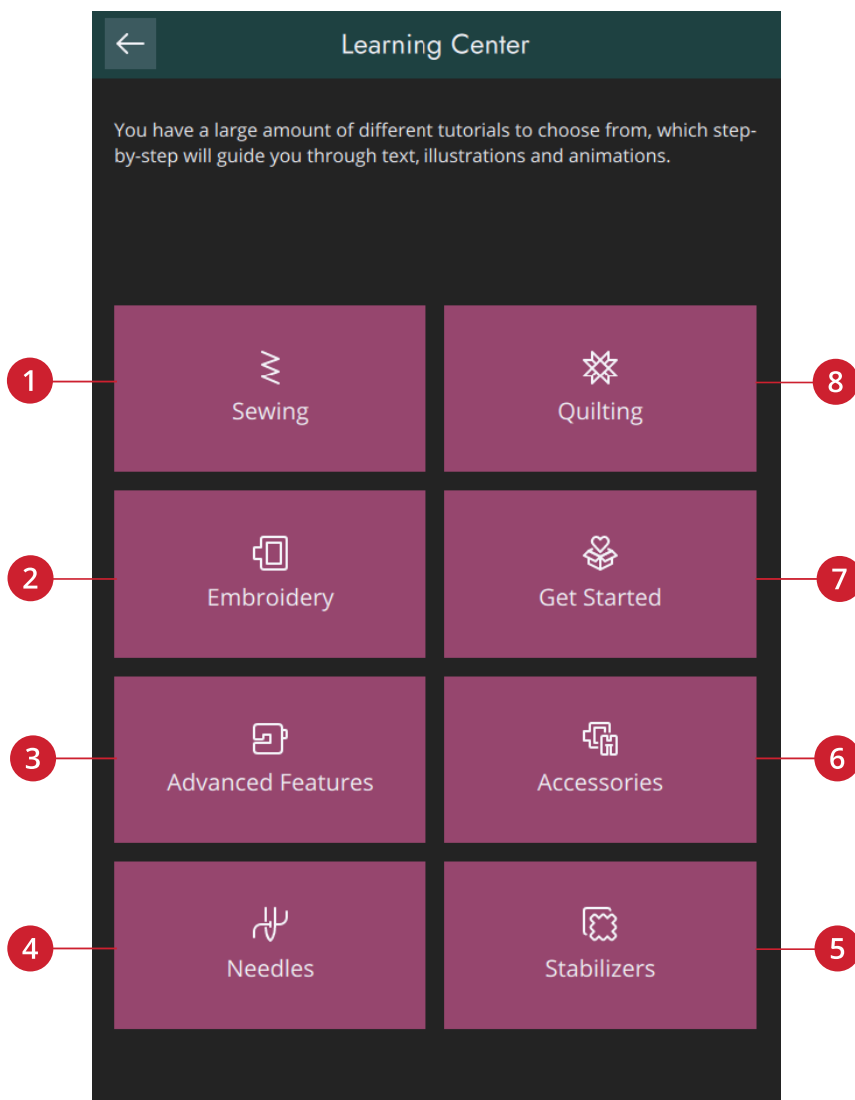 Learning Center
You have a large amount of different tutorials to choose from, which step-
by-step will guide you through text, illustrations and animations.
1
Sewing
Quilting
8
2
Embroidery
Get Started
7
3
Advanced Features
Accessories
6
4
Needles
Stabilizers
5